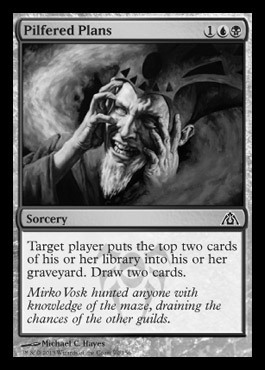 Pilfered Plans 1
Sorcery
Target player puts the top two cards
of his or her library into his or her
graveyard. Draw two cards.
Mirko Vosk hunted anyone with
knowledge of the maze, draining the
chances of the other guilds.
Michael C. Hayes